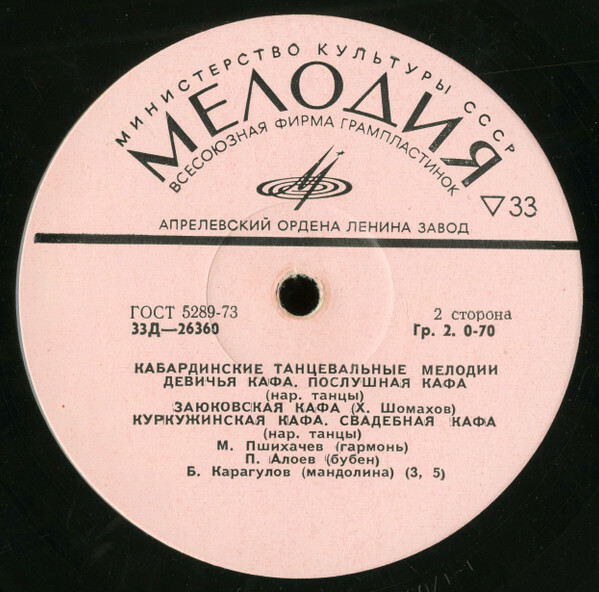 МИНИСТЕРСТВО КУЛЬТУРЫ СССР
МЕЛОДИЯ
ВСЕСОЮЗНАЯ ФИРМА ГРАМПЛАСТИНОК
▽33
АПРЕЛЕВСКИЙ ОРДЕНА ЛЕНИНА ЗАВОД
ГОСТ 5289-73
2 сторона
33Д—26360
Гр. 2. 0-70
КАБАРДИНСКИЕ ТАНЦЕВАЛЬНЫЕ МЕЛОДИИ
ДЕВИЧЬЯ КАФА. ПОСЛУШНАЯ КАФА
(нар. танцы)
ЗАЮКОВСКАЯ КАФА (Х. Шомахов)
КУРКУЖИНСКАЯ КАФА. СВАДЕБНАЯ КАФА
(нар. танцы)
М. Пшихачев (гармонь)
П. Алоев (бубен)
Б. Карагулов (мандолина) (3, 5)